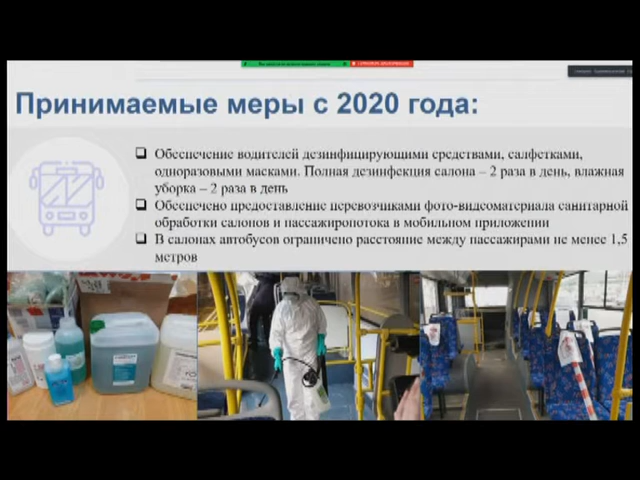 Принимаемые меры с 2020 года:
❑ Обеспечение водителей дезинфицирующими средствами, салфетками,
одноразовыми масками. Полная дезинфекция салона – 2 раза в день, влажная
уборка – 2 раза в день
❑ Обеспечено предоставление перевозчиками фото-видеоматериала санитарной
обработки салонов и пассажиропотока в мобильном приложении
❑ В салонах автобусов ограничено расстояние между пассажирами не менее 1,5
метров